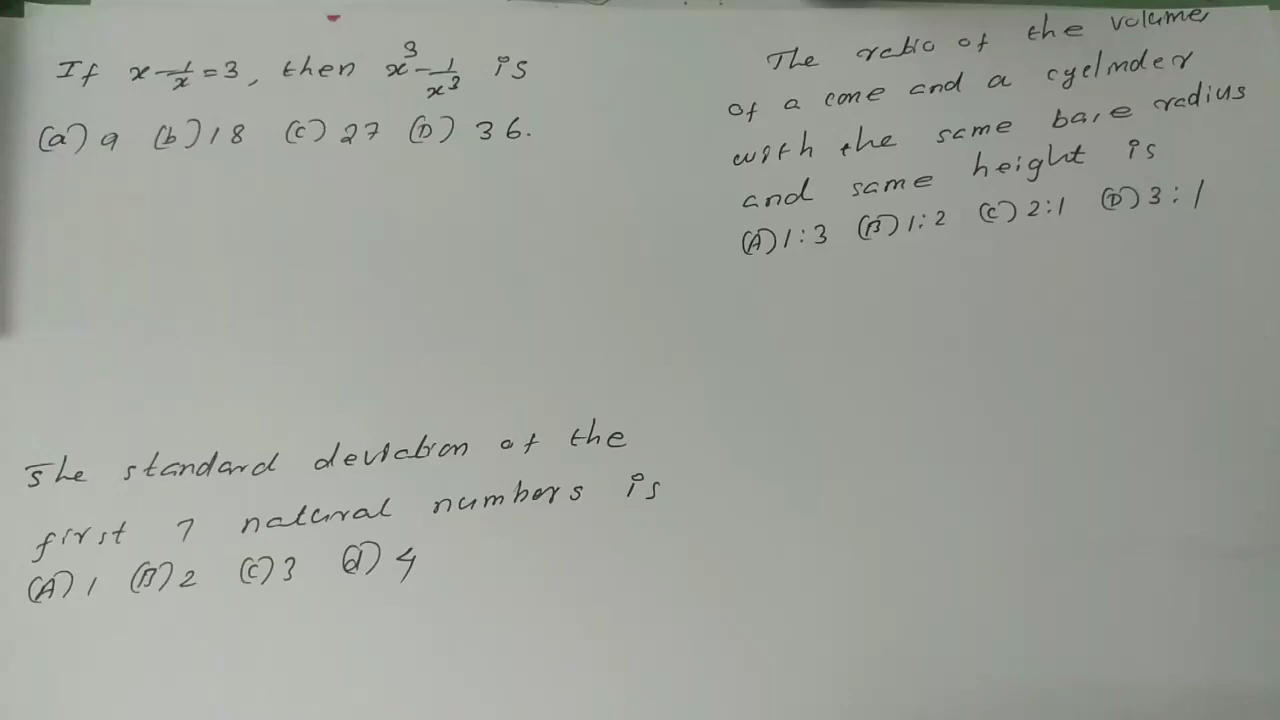 If x - 1/x = 3, then x³ - 1/x³ is
(a) 9 (b) 18 (c) 27 (D) 36.
The ratio of the volume
of a cone and a cyclinder
with the same base radius
and same height is
(A) 1:3 (B) 1:2 (C) 2:1 (D) 3:1
The standard deviation of the
first 7 natural numbers is
(A) 1 (B) 2 (C) 3 (d) 4